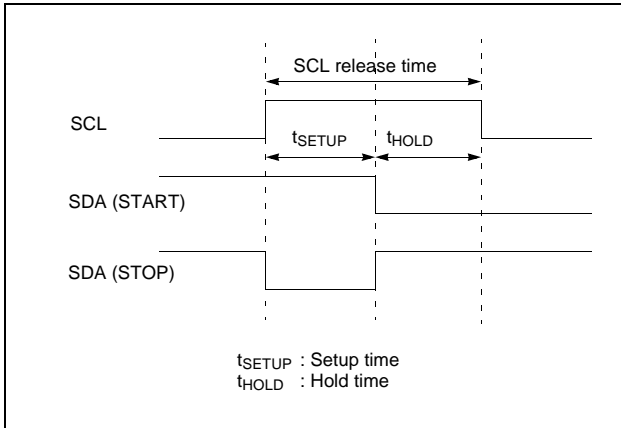 SCL release time
SCL
tSETUP
tHOLD
SDA (START)
SDA (STOP)
tSETUP : Setup time
tHOLD : Hold time